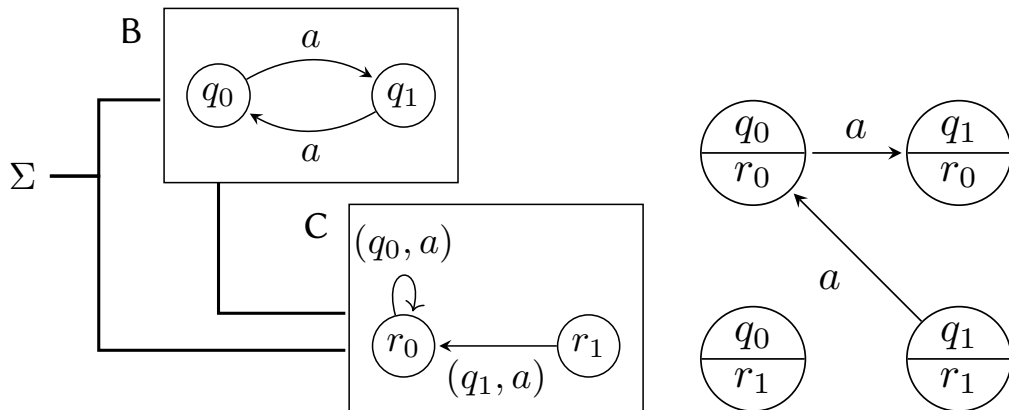 B
a
q₀ q₁
a
Σ
C
(q₀, a)
r₀ r₁
(q₁, a)
q₀ a q₁
r₀ r₀
a
q₀ q₁
r₁ r₁